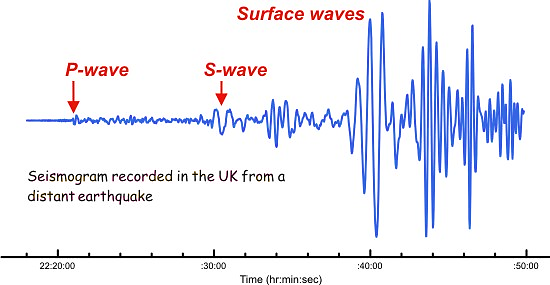 Surface waves
P-wave
S-wave
Seismogram recorded in the UK from a
distant earthquake
22:20:00
:30:00
:40:00
:50:00
Time (hr:min:sec)